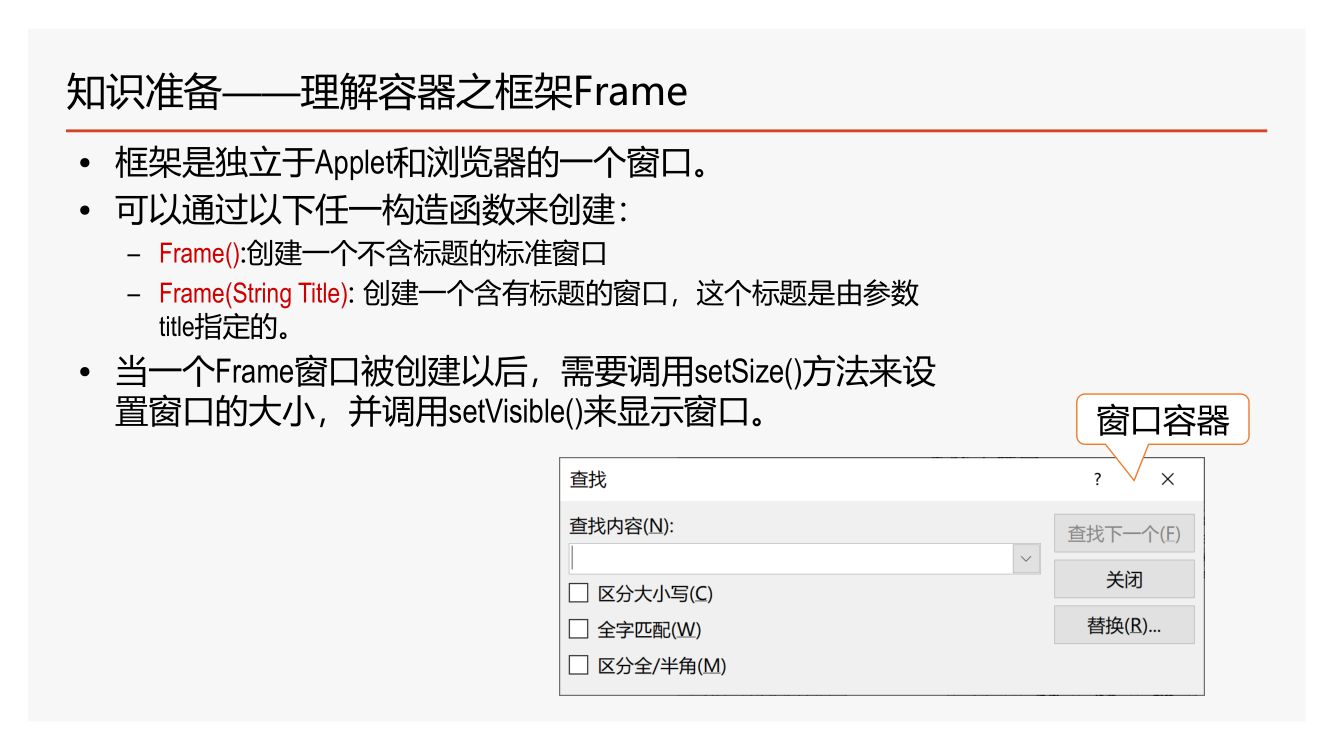 知识准备——理解容器之框架Frame
• 框架是独立于Applet和浏览器的一个窗口。
• 可以通过以下任一构造函数来创建：
– Frame():创建一个不含标题的标准窗口
– Frame(String Title): 创建一个含有标题的窗口，这个标题是由参数
title指定的。
• 当一个Frame窗口被创建以后，需要调用setSize()方法来设
置窗口的大小，并调用setVisible()来显示窗口。
窗口容器
查找
?
查找内容(N):
查找下一个(F)
区分大小写(C)
关闭
全字匹配(W)
替换(R)...
区分全/半角(M)